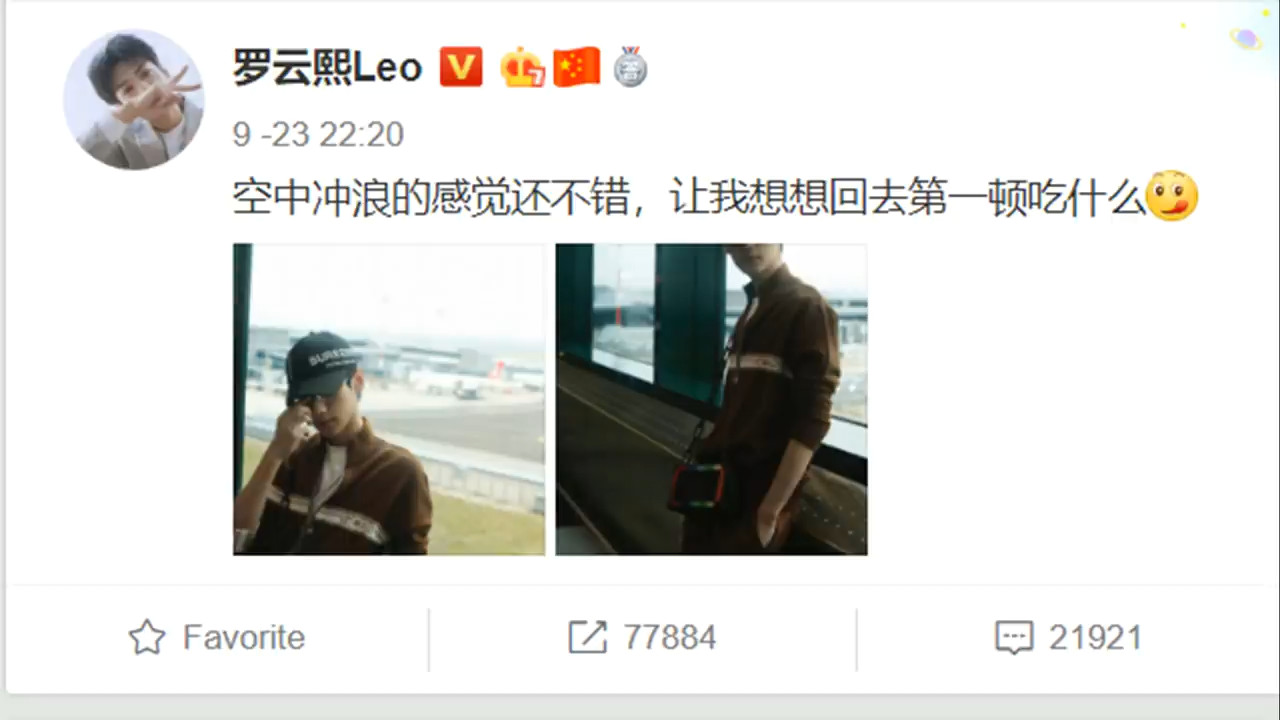 罗云熙Leo
9 -23 22:20
空中冲浪的感觉还不错，让我想想回去第一顿吃什么
Favorite
77884
21921